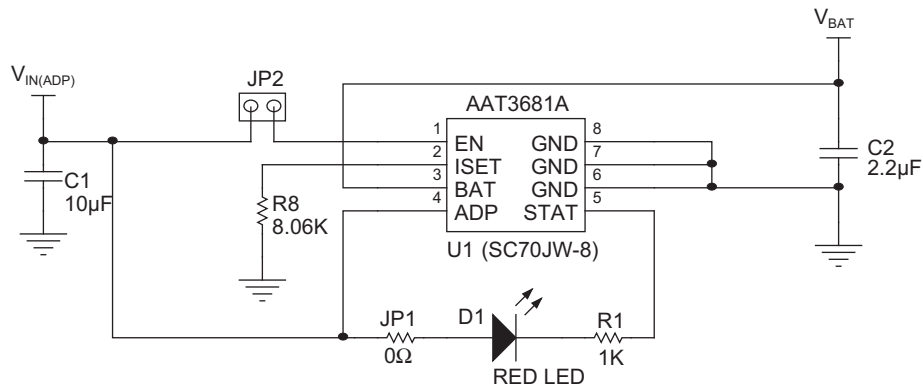 V_BAT
V_IN(ADP)
JP2
AAT3681A
1 EN GND 8
2 ISET GND 7
3 BAT GND 6
4 ADP STAT 5
C1
10µF
C2
2.2µF
R8
8.06K
U1 (SC70JW-8)
JP1
0Ω
D1
RED LED
R1
1K